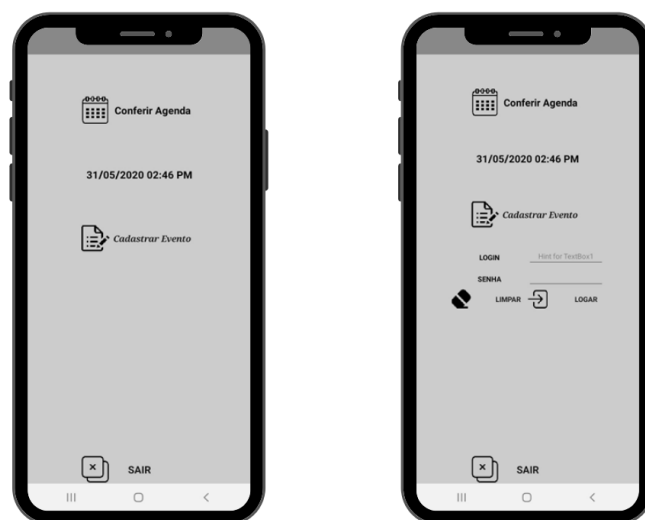 Conferir Agenda
31/05/2020 02:46 PM
Cadastrar Evento
SAIR
Conferir Agenda
31/05/2020 02:46 PM
Cadastrar Evento
LOGIN Hint for TextBox1
SENHA
LIMPAR LOGAR
SAIR